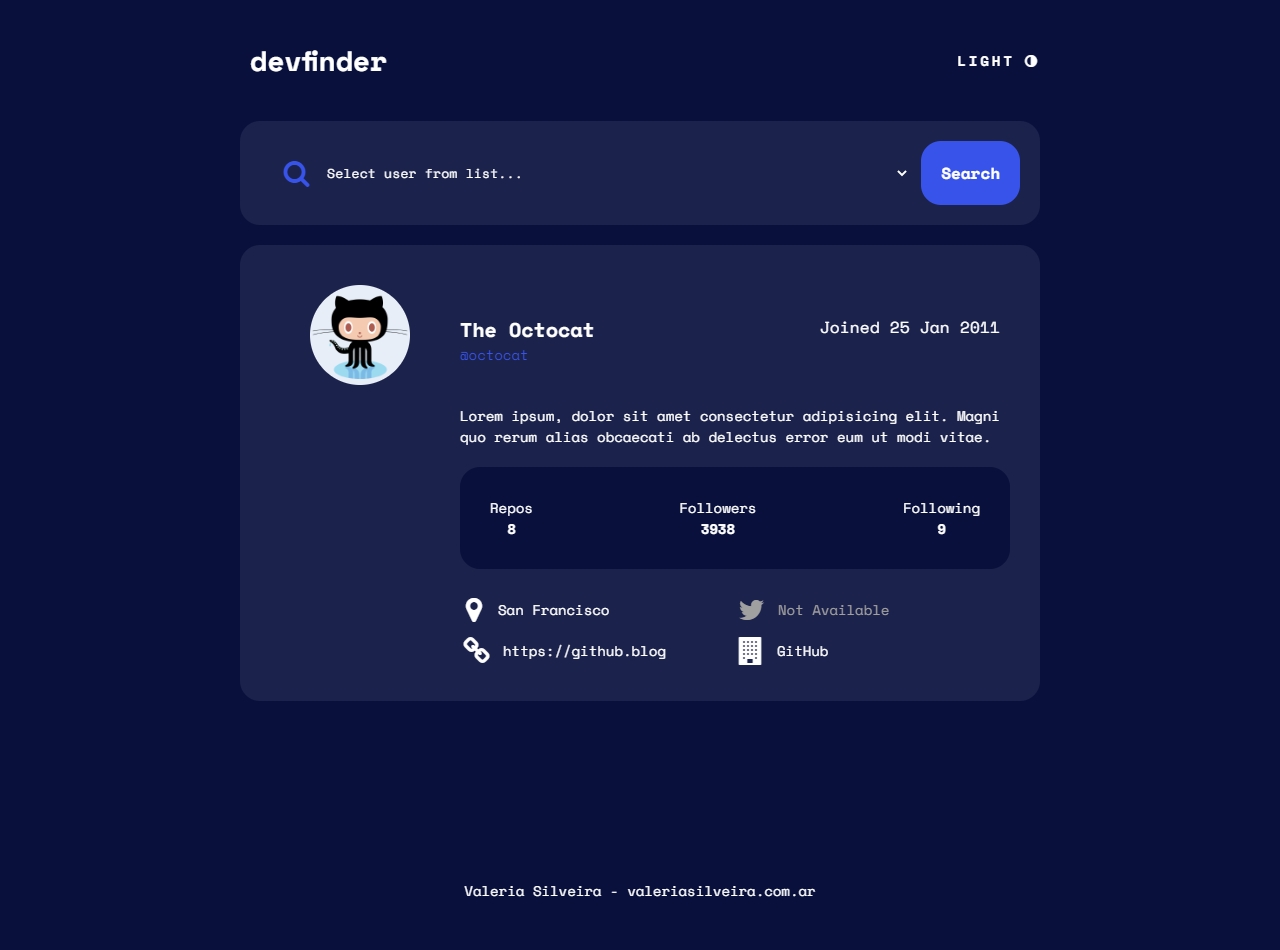 devfinder
LIGHT
Select user from list...
Search
The Octocat
Joined 25 Jan 2011
@octocat
Lorem ipsum, dolor sit amet consectetur adipisicing elit. Magni
quo rerum alias obcaecati ab delectus error eum ut modi vitae.
Repos Followers Following
8 3938 9
San Francisco
Not Available
https://github.blog
GitHub
Valeria Silveira - valeriasilveira.com.ar